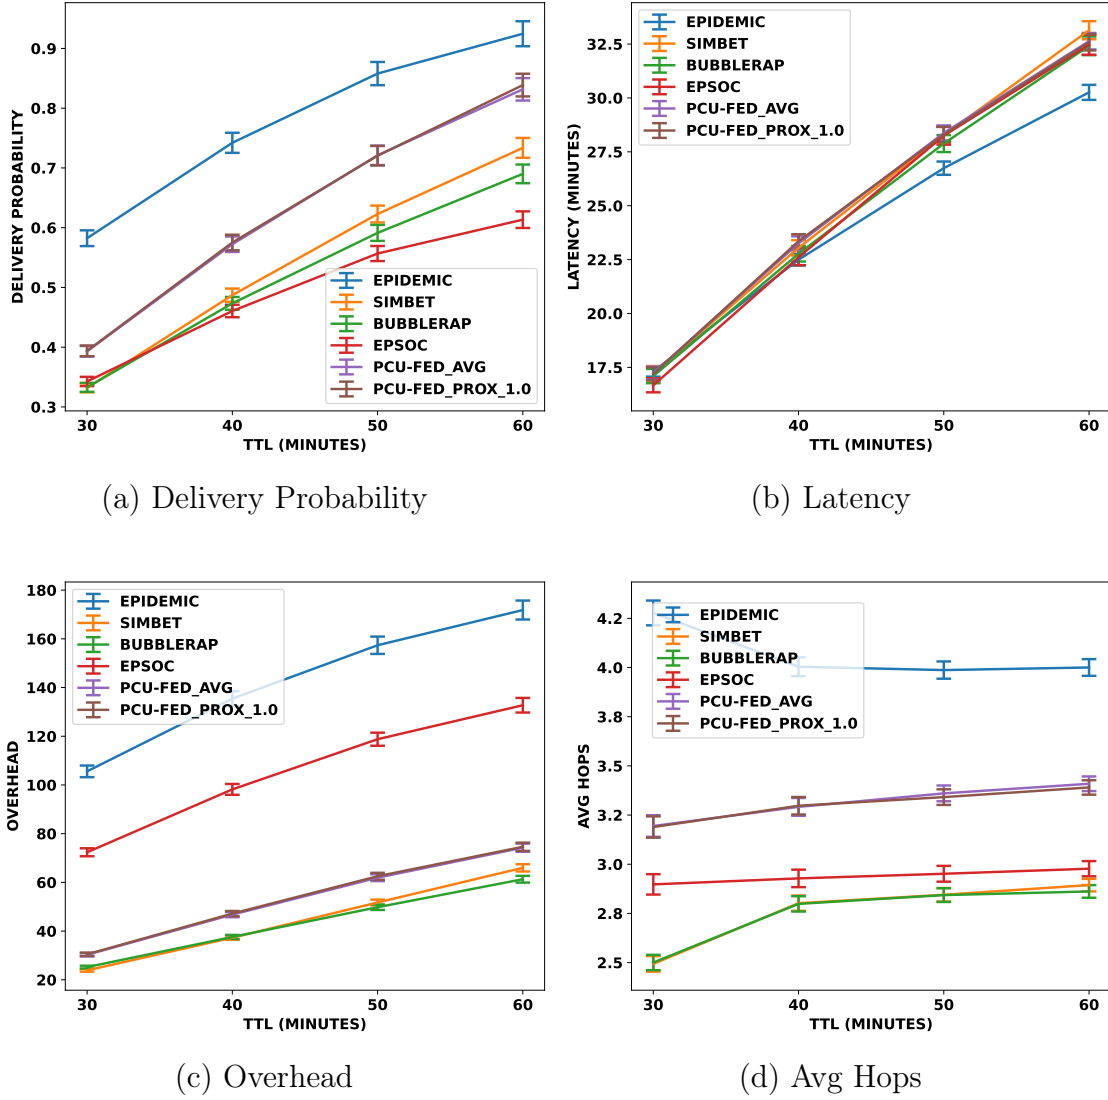 0.9
0.8
0.7
0.6
0.5
0.4
0.3
DELIVERY PROBABILITY
30 40 50 60
TTL (MINUTES)
EPIDEMIC
SIMBET
BUBBLERAP
EPSOC
PCU-FED_AVG
PCU-FED_PROX_1.0
(a) Delivery Probability
32.5
30.0
27.5
25.0
22.5
20.0
17.5
LATENCY (MINUTES)
30 40 50 60
TTL (MINUTES)
EPIDEMIC
SIMBET
BUBBLERAP
EPSOC
PCU-FED_AVG
PCU-FED_PROX_1.0
(b) Latency
180
160
140
120
100
80
60
40
20
OVERHEAD
30 40 50 60
TTL (MINUTES)
EPIDEMIC
SIMBET
BUBBLERAP
EPSOC
PCU-FED_AVG
PCU-FED_PROX_1.0
(c) Overhead
4.2
4.0
3.8
3.5
3.2
3.0
2.8
2.5
AVG HOPS
30 40 50 60
TTL (MINUTES)
EPIDEMIC
SIMBET
BUBBLERAP
EPSOC
PCU-FED_AVG
PCU-FED_PROX_1.0
(d) Avg Hops